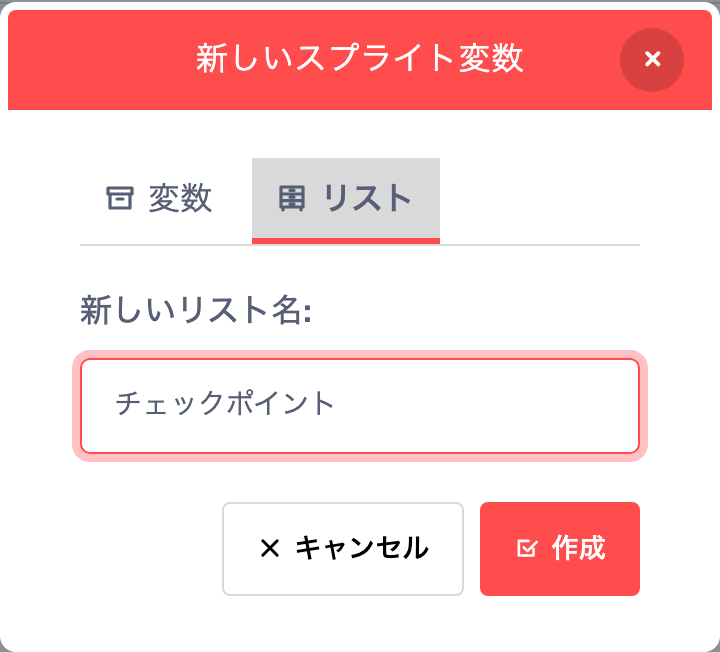 新しいスプライト変数
変数 リスト
新しいリスト名:
チェックポイント
キャンセル 作成